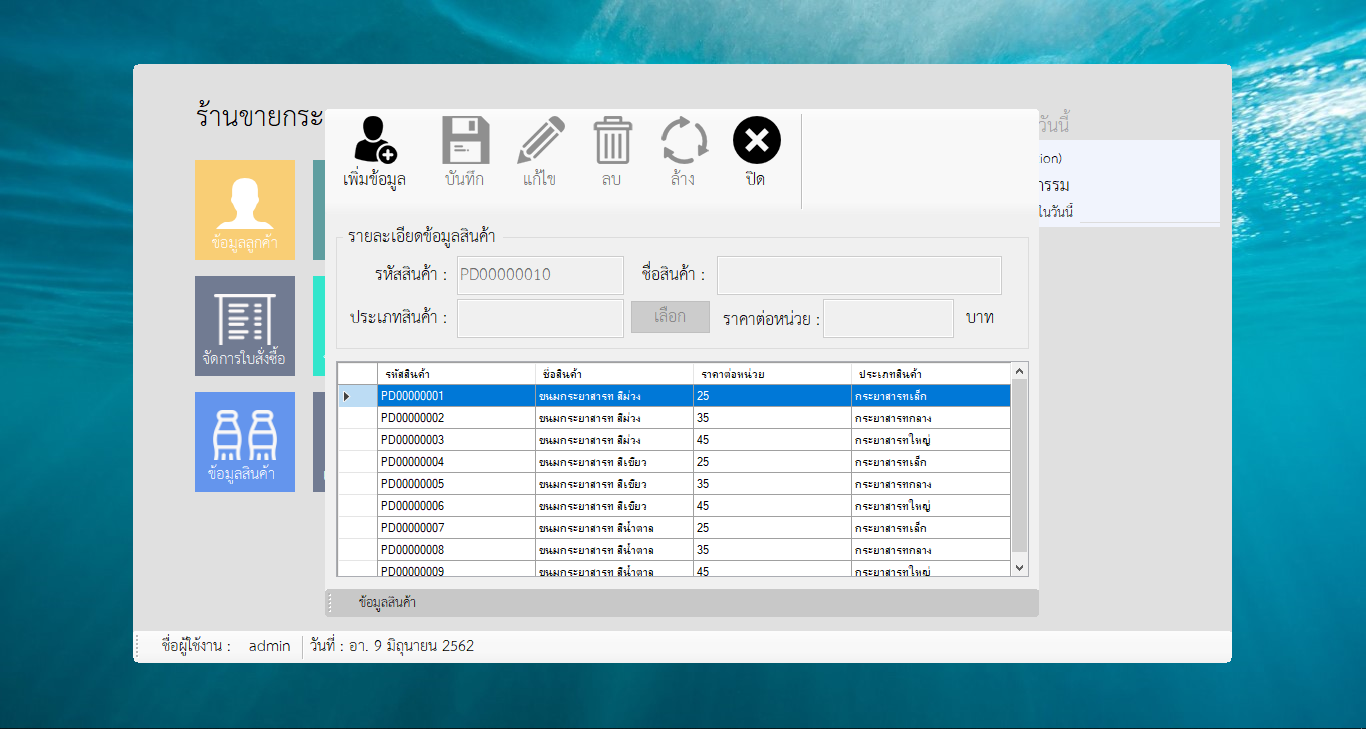 ร้านขายกระ
วันนี้
ion)
กรรม
ในวันนี้
เพิ่มข้อมูล บันทึก แก้ไข ลบ ล้าง ปิด
ข้อมูลลูกค้า
จัดการใบสั่งซื้อ
ข้อมูลสินค้า
รายละเอียดข้อมูลสินค้า
รหัสสินค้า : PD00000010 ชื่อสินค้า :
ประเภทสินค้า : เลือก ราคาต่อหน่วย : บาท
รหัสสินค้า ชื่อสินค้า ราคาต่อหน่วย ประเภทสินค้า
PD00000001 ขนมกระยาสารท สีม่วง 25 กระยาสารทเล็ก
PD00000002 ขนมกระยาสารท สีม่วง 35 กระยาสารทกลาง
PD00000003 ขนมกระยาสารท สีม่วง 45 กระยาสารทใหญ่
PD00000004 ขนมกระยาสารท สีเขียว 25 กระยาสารทเล็ก
PD00000005 ขนมกระยาสารท สีเขียว 35 กระยาสารทกลาง
PD00000006 ขนมกระยาสารท สีเขียว 45 กระยาสารทใหญ่
PD00000007 ขนมกระยาสารท สีน้ำตาล 25 กระยาสารทเล็ก
PD00000008 ขนมกระยาสารท สีน้ำตาล 35 กระยาสารทกลาง
PD00000009 ขนมกระยาสารท สีน้ำตาล 45 กระยาสารทใหญ่
ข้อมูลสินค้า
ชื่อผู้ใช้งาน : admin วันที่ : อา. 9 มิถุนายน 2562